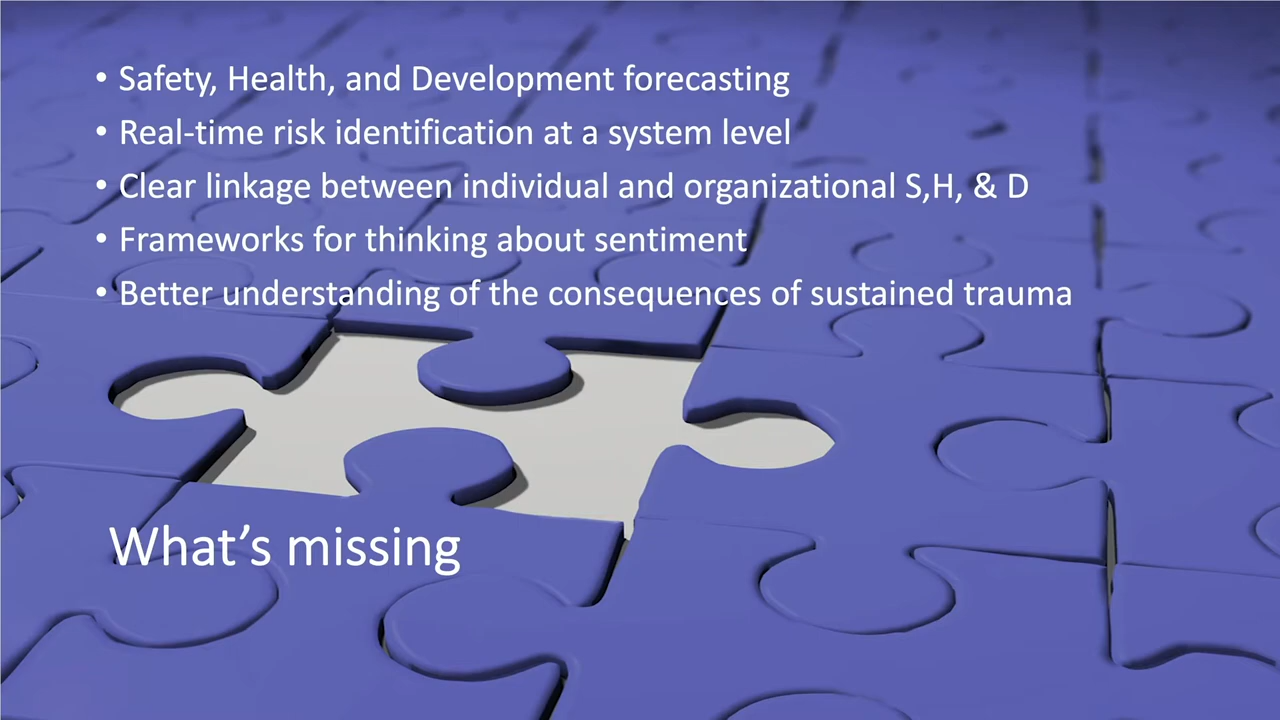 • Safety, Health, and Development forecasting
• Real-time risk identification at a system level
• Clear linkage between individual and organizational S,H, & D
• Frameworks for thinking about sentiment
• Better understanding of the consequences of sustained trauma
What’s missing